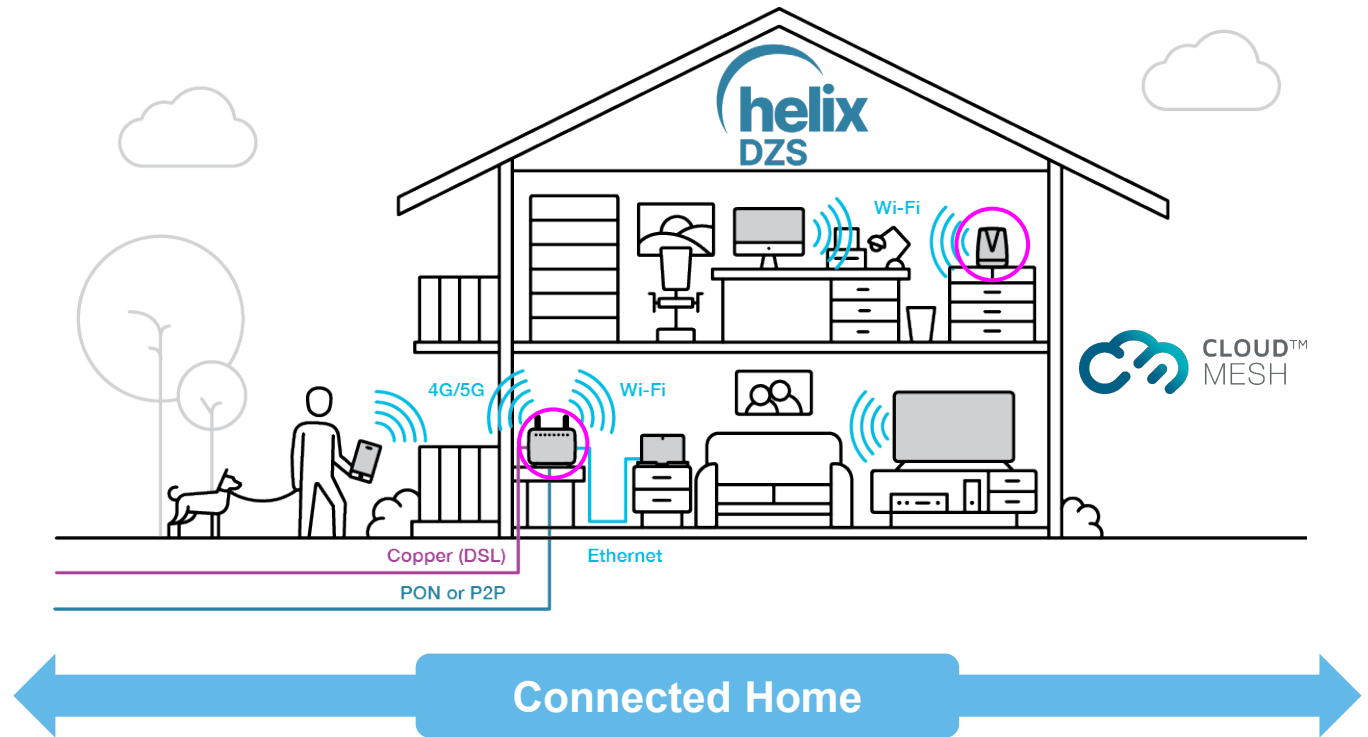 helix
DZS
Wi-Fi
CLOUD™
MESH
4G/5G
Wi-Fi
Copper (DSL)
Ethernet
PON or P2P
Connected Home